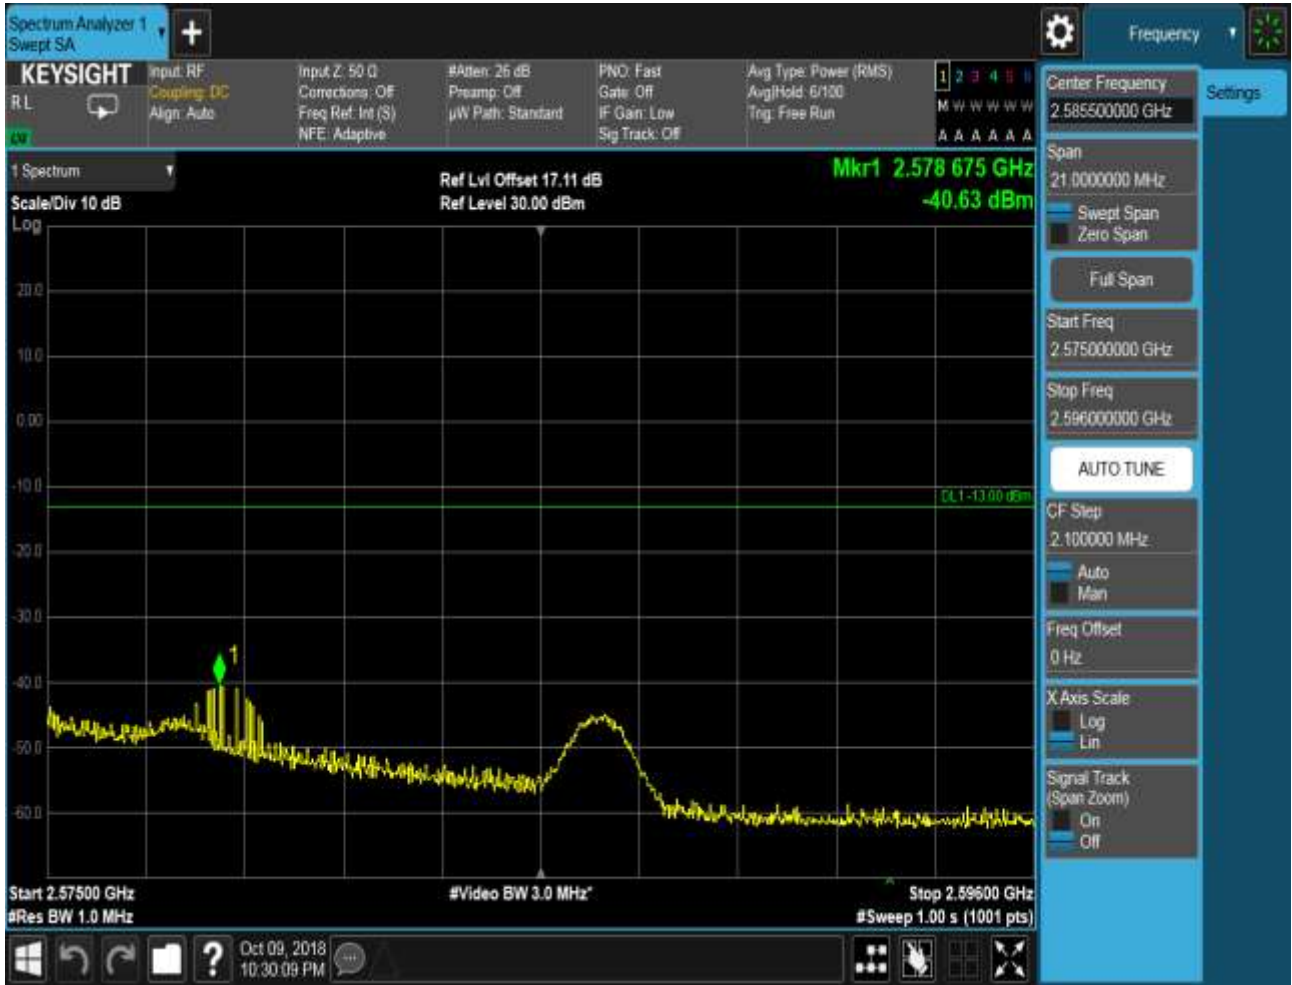 Spectrum Analyzer 1
Swept SA
+
Frequency
KEYSIGHT
R L
Input: RF
Coupling: DC
Align: Auto
Input Z: 50 Ω
Corrections: Off
Freq Ref: Int (S)
NFE: Adaptive
#Atten: 26 dB
Preamp: Off
µW Path: Standard
PNO: Fast
Gate: Off
IF Gain: Low
Sig Track: Off
Avg Type: Power (RMS)
Avg|Hold: 6/100
Trig: Free Run
1 2 3 4 5 6
M W W W W W
A A A A A A
1 Spectrum
Scale/Div 10 dB
Log
Ref Lvl Offset 17.11 dB
Ref Level 30.00 dBm
Mkr1 2.578 675 GHz
-40.63 dBm
20.0
10.0
0.00
-10.0
-20.0
-30.0
-40.0
-50.0
-60.0
DL1 -13.00 dBm
1
Start 2.57500 GHz
#Res BW 1.0 MHz
#Video BW 3.0 MHz*
Stop 2.59600 GHz
#Sweep 1.00 s (1001 pts)
Center Frequency
2.585500000 GHz
Settings
Span
21.0000000 MHz
Swept Span
Zero Span
Full Span
Start Freq
2.575000000 GHz
Stop Freq
2.596000000 GHz
AUTO TUNE
CF Step
2.100000 MHz
Auto
Man
Freq Offset
0 Hz
X Axis Scale
Log
Lin
Signal Track
(Span Zoom)
On
Off
?
Oct 09, 2018
10:30:09 PM